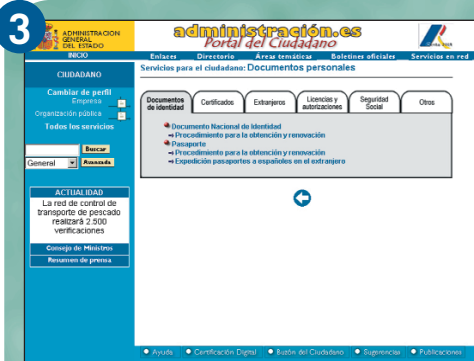 3
ADMINISTRACION
GENERAL
DEL ESTADO
administración.es
Portal del Ciudadano
INICIO
Enlaces Directorio Áreas temáticas Boletines oficiales Servicios en red
CIUDADANO
Cambiar de perfil
Empresa
Organización pública
Todos los servicios
Buscar
General
Avanzada
ACTUALIDAD
La red de control de
transporte de pescado
realizará 2.500
verificaciones
Consejo de Ministros
Resumen de prensa
Servicios para el ciudadano: Documentos personales
Documentos
de identidad
Certificados
Extranjeros
Licencias y
autorizaciones
Seguridad
Social
Otros
Documento Nacional de Identidad
Procedimiento para la obtención y renovación
Pasaporte
Procedimiento para la obtención y renovación
Expedición pasaportes a españoles en el extranjero
Ayuda Certificación Digital Buzón del Ciudadano Sugerencias Publicaciones